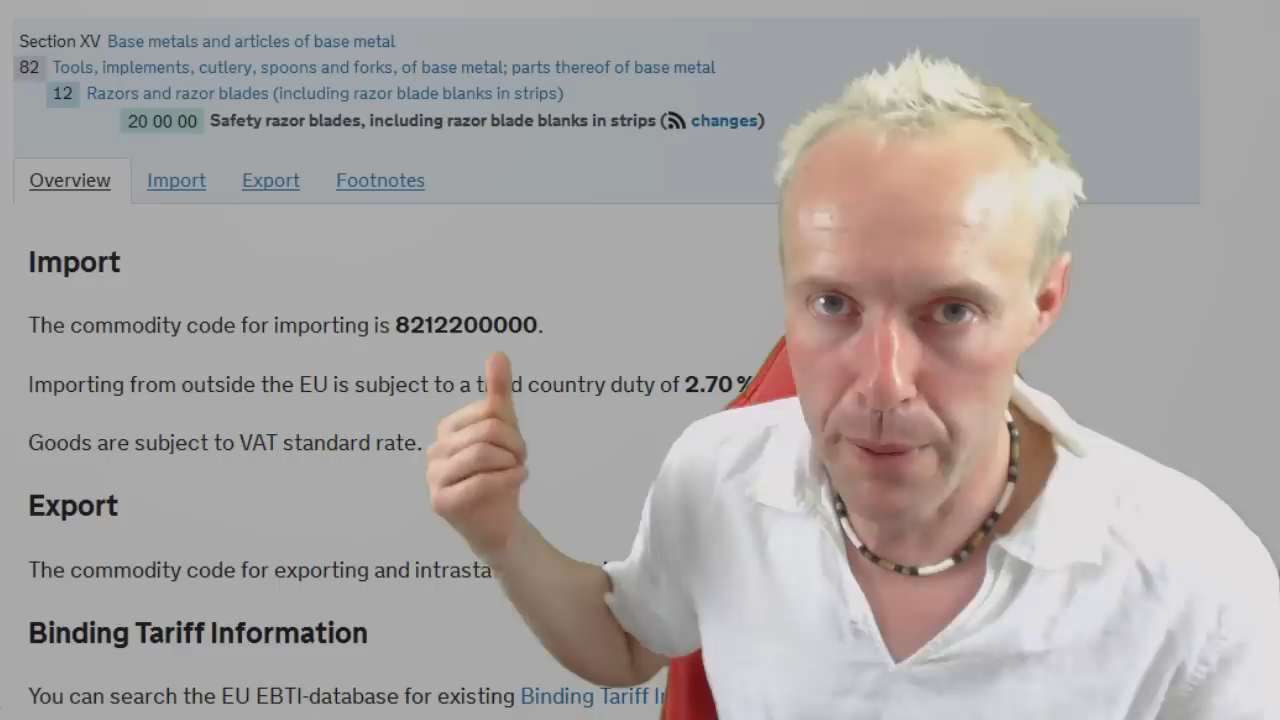 Section XV Base metals and articles of base metal
82 Tools, implements, cutlery, spoons and forks, of base metal; parts thereof of base metal
12 Razors and razor blades (including razor blade blanks in strips)
20 00 00 Safety razor blades, including razor blade blanks in strips (changes)
Overview Import Export Footnotes
Import
The commodity code for importing is 8212200000.
Importing from outside the EU is subject to a country duty of 2.70 %
Goods are subject to VAT standard rate.
Export
The commodity code for exporting and
Binding Tariff Information
You can search the EU EBTI-database for existing Binding Tariff